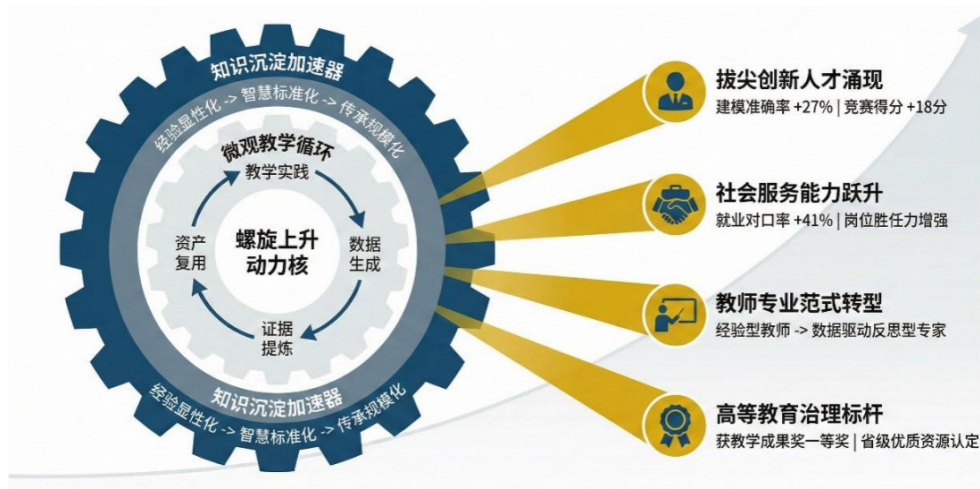 知识沉淀加速器
经验显性化 -> 智慧标准化 -> 传承规模化
微观教学循环
教学实践
数据
生成
证据
提炼
资产
复用
螺旋上升
动力核
知识沉淀加速器
经验显性化 -> 智慧标准化 -> 传承规模化
拔尖创新人才涌现
建模准确率 +27% | 竞赛得分 +18分
社会服务能力跃升
就业对口率 +41% | 岗位胜任力增强
教师专业范式转型
经验型教师 -> 数据驱动反思型专家
高等教育治理标杆
获教学成果奖一等奖 | 省级优质资源认定